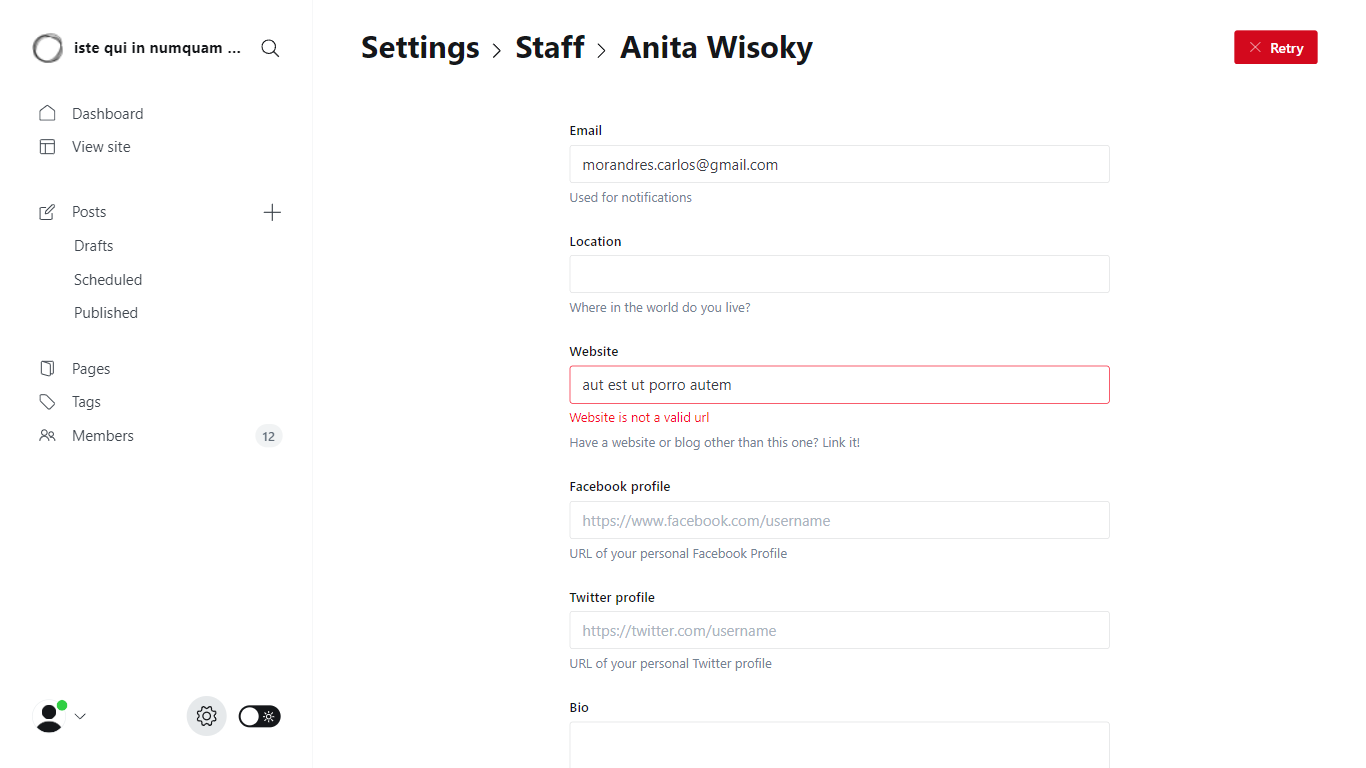 iste qui in numquam ...
Dashboard
View site
Posts
Drafts
Scheduled
Published
Pages
Tags
Members
12
Settings > Staff > Anita Wisoky
Retry
Email
morandres.carlos@gmail.com
Used for notifications
Location
Where in the world do you live?
Website
aut est ut porro autem
Website is not a valid url
Have a website or blog other than this one? Link it!
Facebook profile
https://www.facebook.com/username
URL of your personal Facebook Profile
Twitter profile
https://twitter.com/username
URL of your personal Twitter profile
Bio